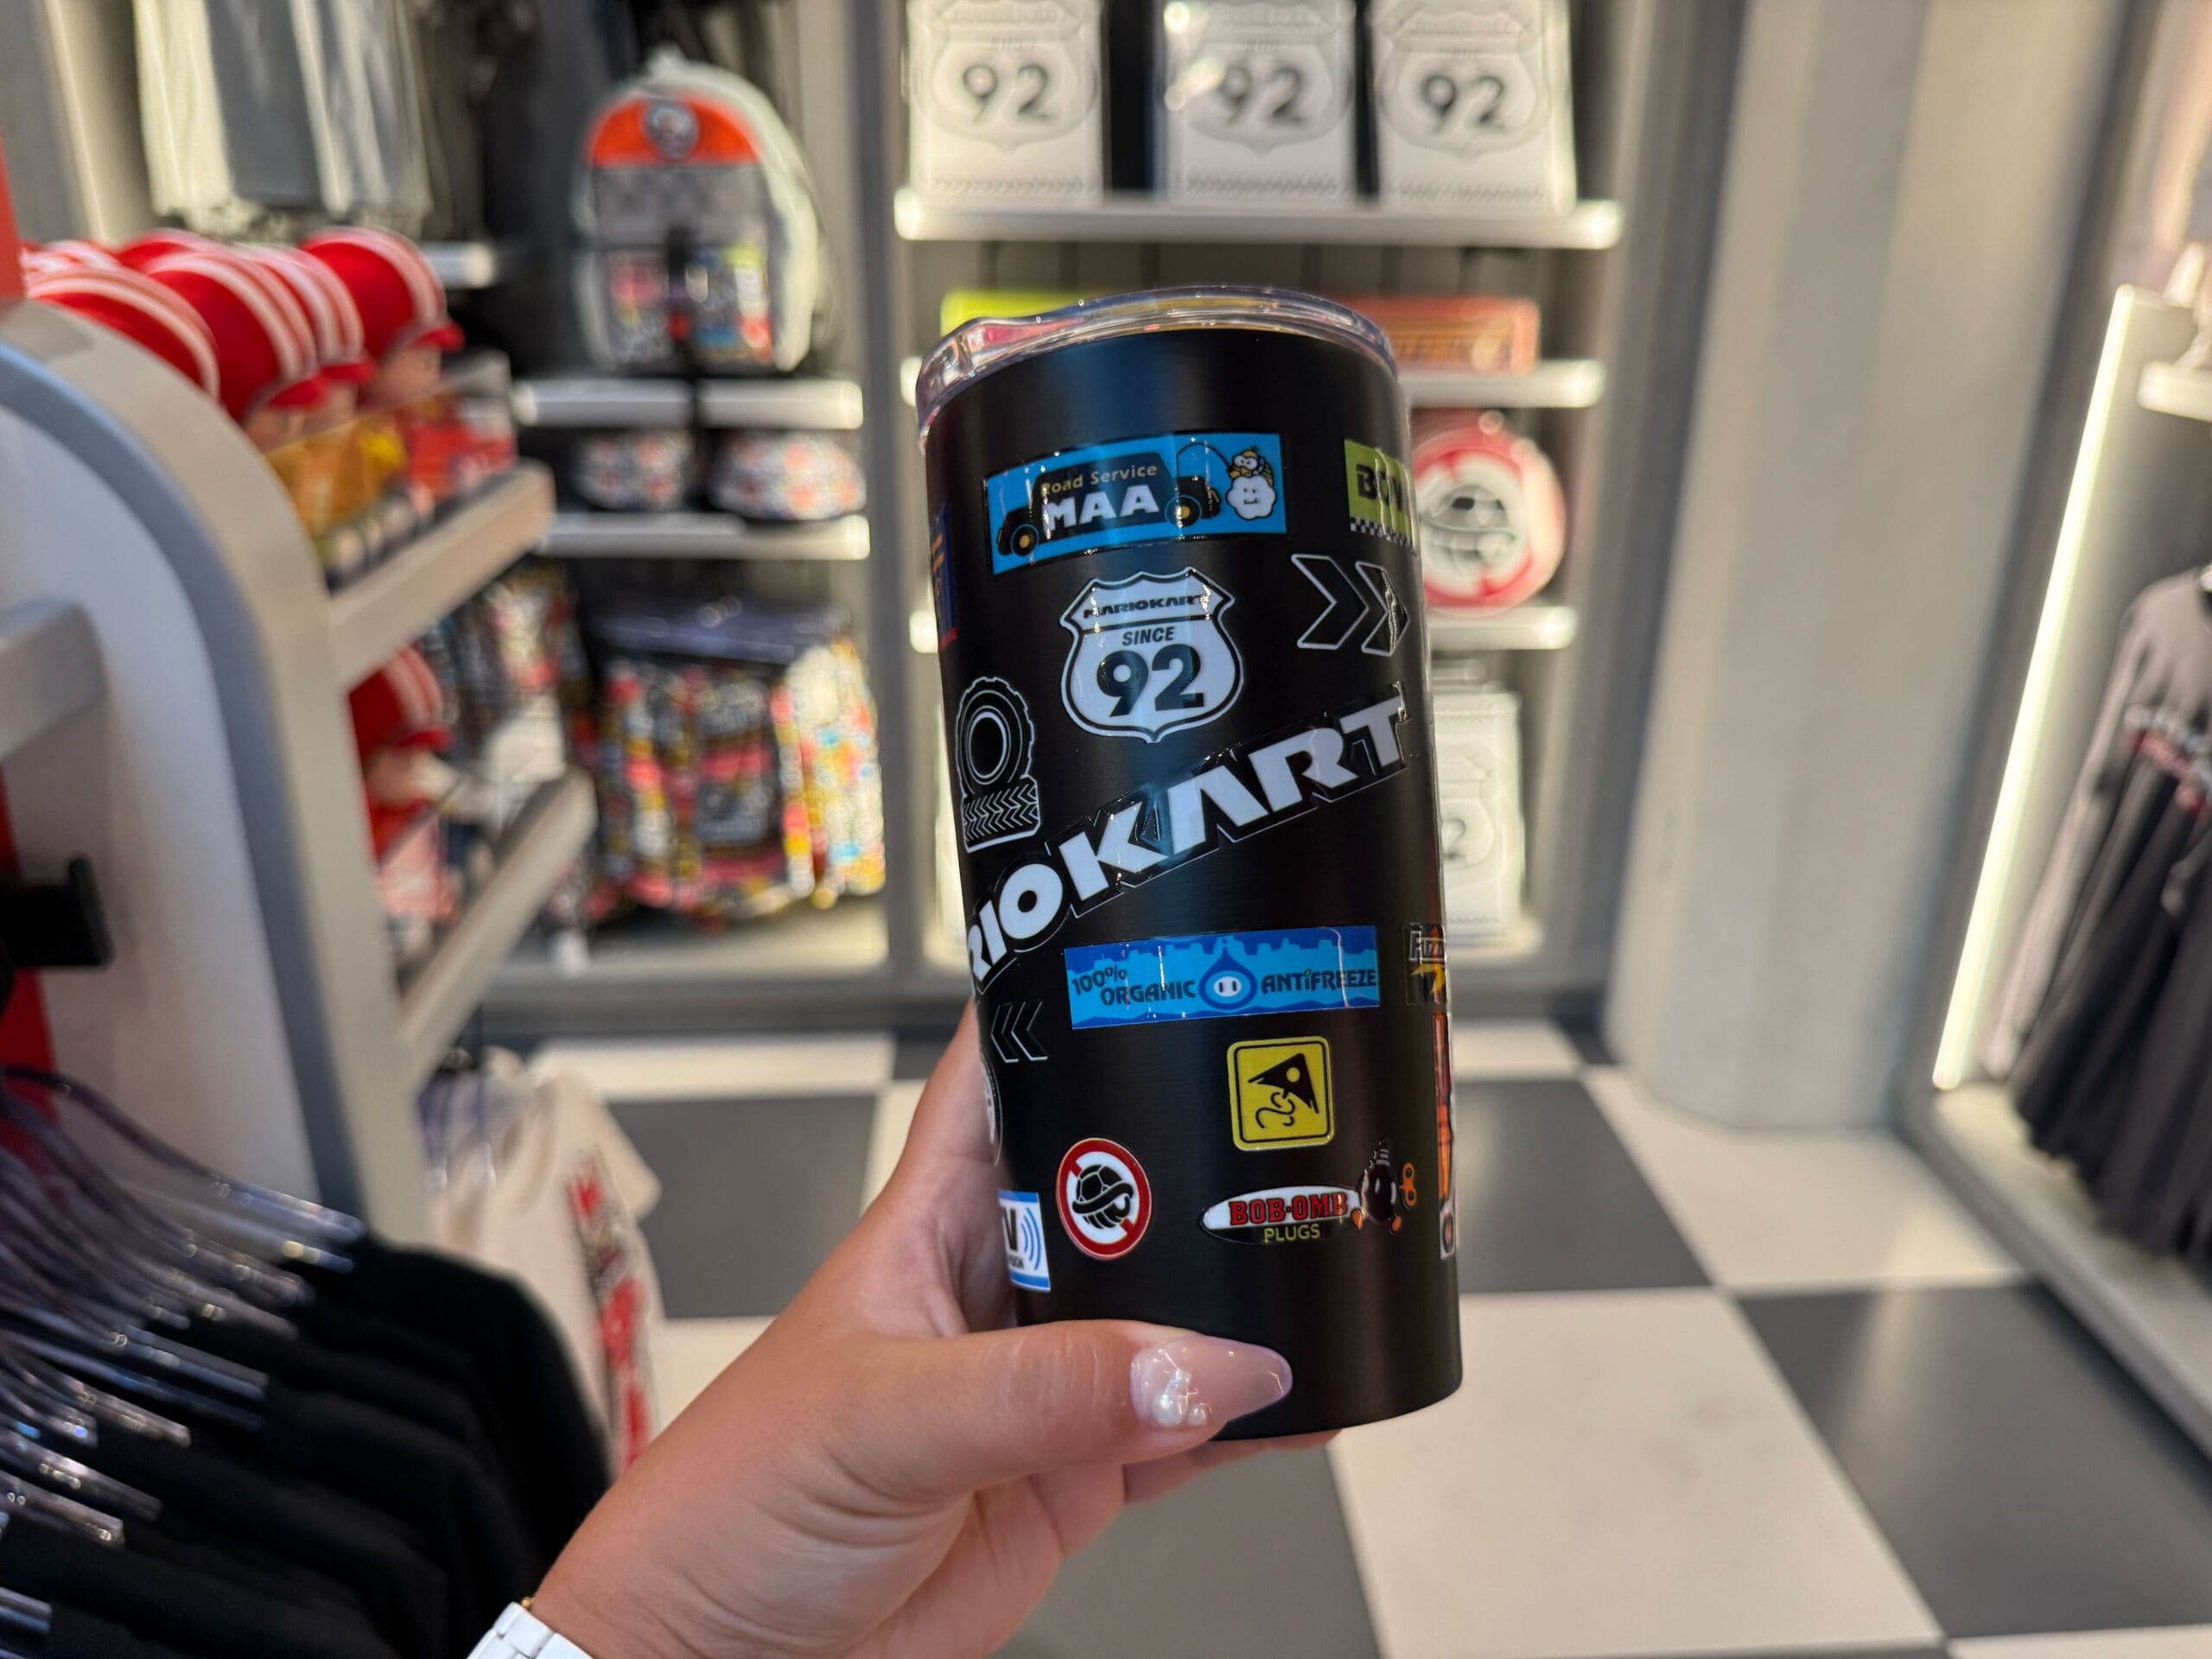 92
92
92
Road Service
MAA
MARIOKART
SINCE
92
RIOKART
100%
ORGANIC
ANTIFREEZE
BOB-OMB
PLUGS